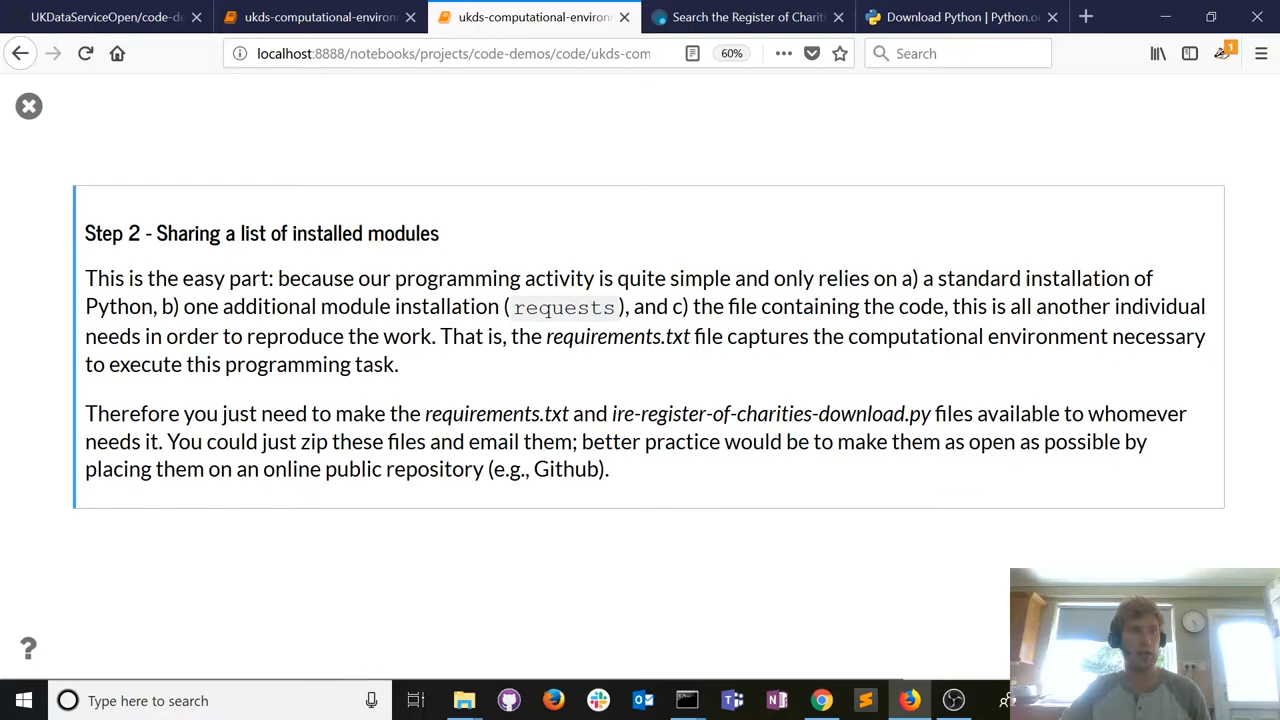 UKDataServiceOpen/code-d
ukds-computational-environ
ukds-computational-environ
Search the Register of Chariti
Download Python | Python.o
localhost:8888/notebooks/projects/code-demos/code/ukds-com
60%
Search
1
Step 2 - Sharing a list of installed modules
This is the easy part: because our programming activity is quite simple and only relies on a) a standard installation of
Python, b) one additional module installation (requests), and c) the file containing the code, this is all another individual
needs in order to reproduce the work. That is, the requirements.txt file captures the computational environment necessary
to execute this programming task.
Therefore you just need to make the requirements.txt and ire-register-of-charities-download.py files available to whomever
needs it. You could just zip these files and email them; better practice would be to make them as open as possible by
placing them on an online public repository (e.g., Github).
?
Type here to search